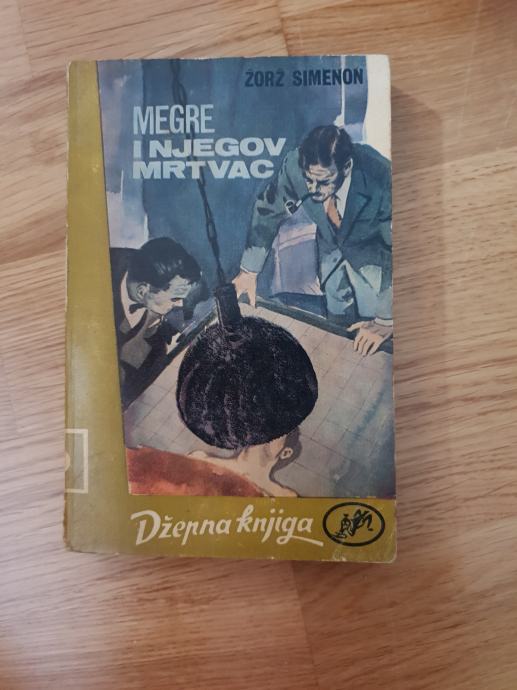 ŽORŽ SIMENON
MEGRE
I NJEGOV
MRTVAC
Džepna knjiga